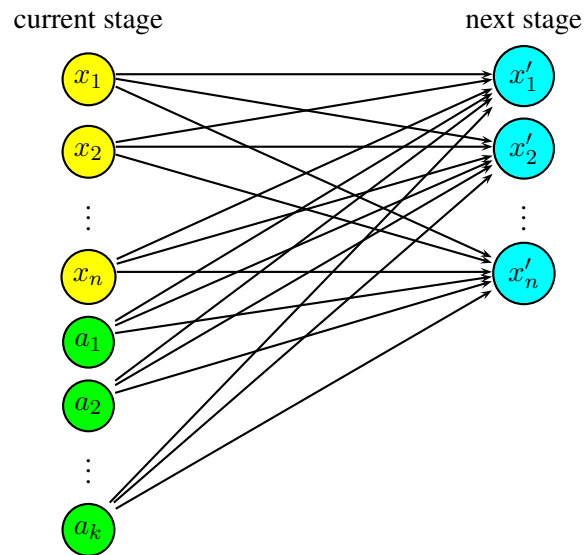 current stage
next stage
x₁
x′₁
x₂
x′₂
⋮
⋮
xₙ
x′ₙ
a₁
a₂
⋮
aₖ